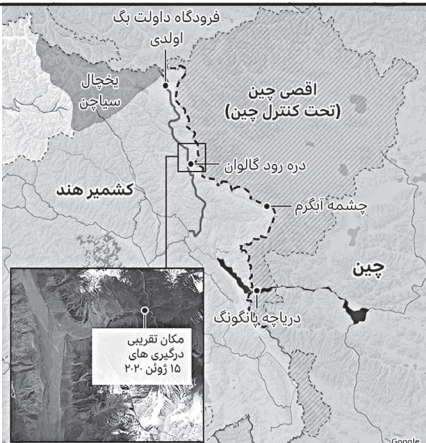 فرودگاه داولت بگ
اولدی
یخچال
سیاچن
اقصی چین
(تحت کنترل چین)
دره رود گالوان
کشمیر هند
چشمه آبگرم
چین
دریاچه پانگونگ
مکان تقریبی
درگیری های
۱۵ ژوئن ۲۰۲۰
Google